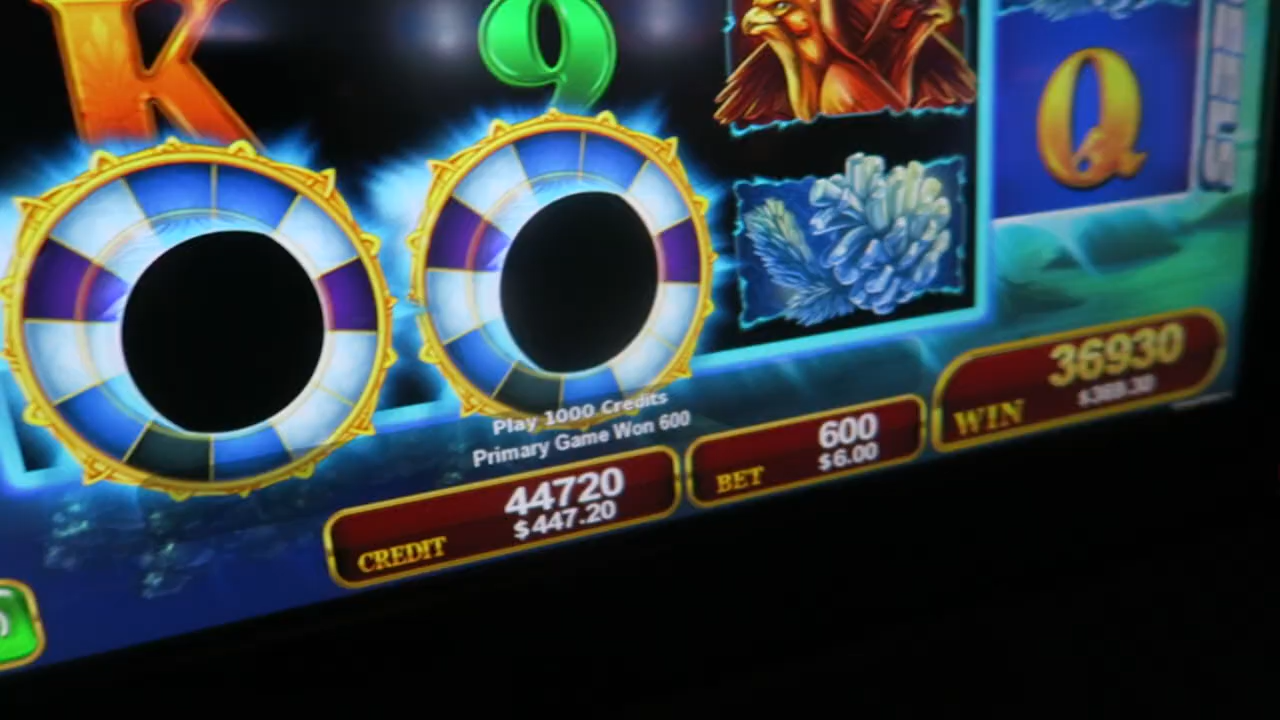 K
9
Q
Play 1000 Credits
Primary Game Won 600
44720
$447.20
CREDIT
600
$6.00
BET
36930
$369.30
WIN